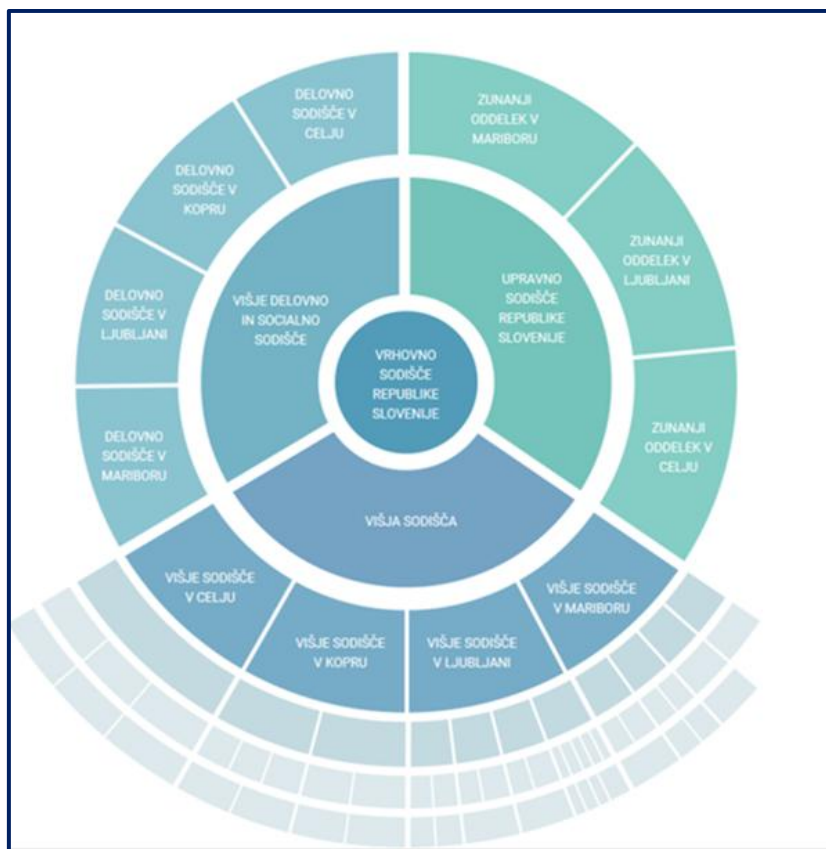 DELOVNO
SODIŠČE V
CELJU
ZUNANJI
ODDELEK V
MARIBORU
DELOVNO
SODIŠČE V
KOPRU
ZUNANJI
ODDELEK V
LJUBLJANI
DELOVNO
SODIŠČE V
LJUBLJANI
VIŠJE DELOVNO
IN SOCIALNO
SODIŠČE
UPRAVNO
SODIŠČE
REPUBLIKE
SLOVENIJE
VRHOVNO
SODIŠČE
REPUBLIKE
SLOVENIJE
DELOVNO
SODIŠČE V
MARIBORU
ZUNANJI
ODDELEK V
CELJU
VIŠJA SODIŠČA
VIŠJE SODIŠČE
V CELJU
VIŠJE SODIŠČE
V KOPRU
VIŠJE SODIŠČE
V LJUBLJANI
VIŠJE SODIŠČE
V MARIBORU